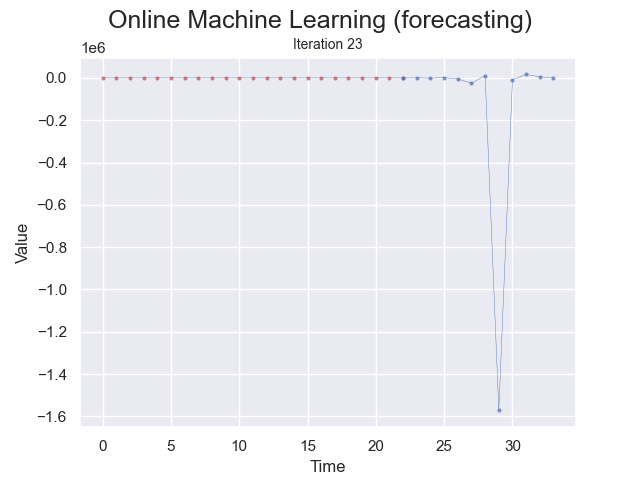 Online Machine Learning (forecasting)
Iteration 23
1e6
0.0
−0.2
−0.4
−0.6
−0.8
−1.0
−1.2
−1.4
−1.6
Value
0 5 10 15 20 25 30
Time